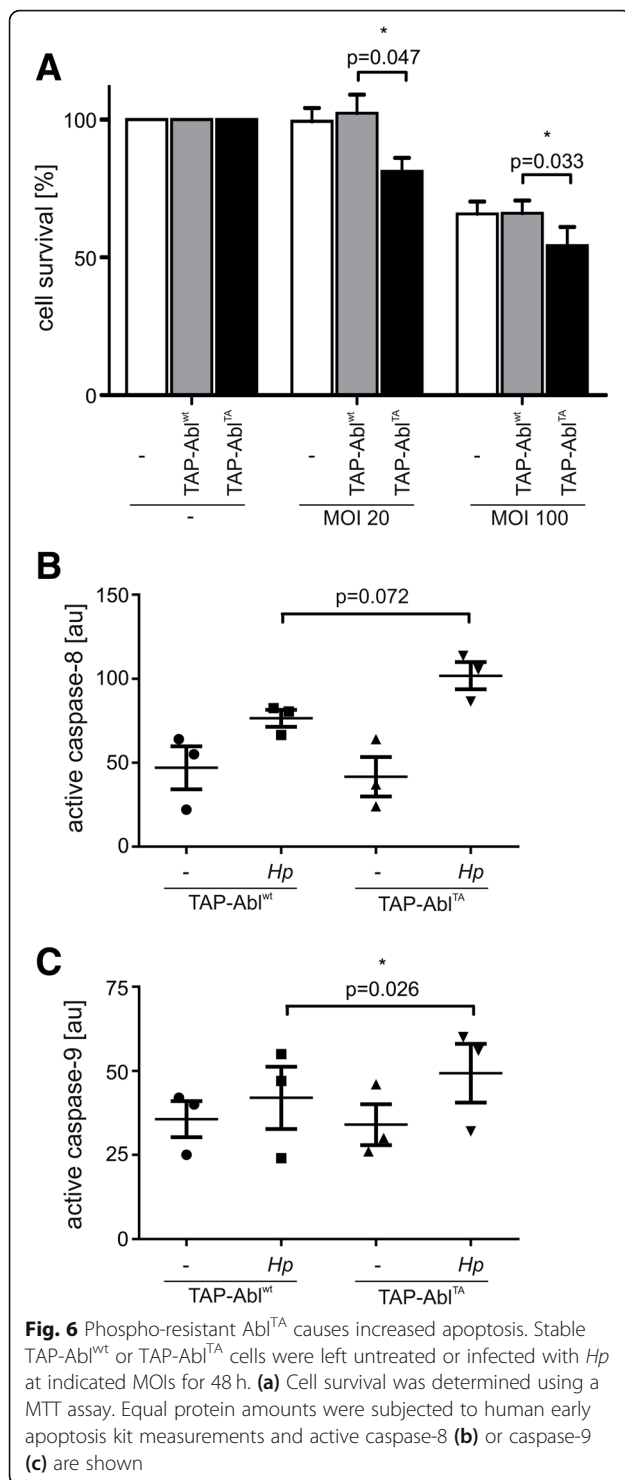 A
*
p=0.047
*
p=0.033
cell survival [%]
100
50
0
- TAP-Abl^wt TAP-Abl^TA - TAP-Abl^wt TAP-Abl^TA - TAP-Abl^wt TAP-Abl^TA
- MOI 20 MOI 100
B
p=0.072
active caspase-8 [au]
150
100
50
0
- Hp - Hp
TAP-Abl^wt TAP-Abl^TA
C
*
p=0.026
active caspase-9 [au]
75
50
25
0
- Hp - Hp
TAP-Abl^wt TAP-Abl^TA
Fig. 6 Phospho-resistant Abl^TA causes increased apoptosis. Stable
TAP-Abl^wt or TAP-Abl^TA cells were left untreated or infected with Hp
at indicated MOIs for 48 h. (a) Cell survival was determined using a
MTT assay. Equal protein amounts were subjected to human early
apoptosis kit measurements and active caspase-8 (b) or caspase-9
(c) are shown